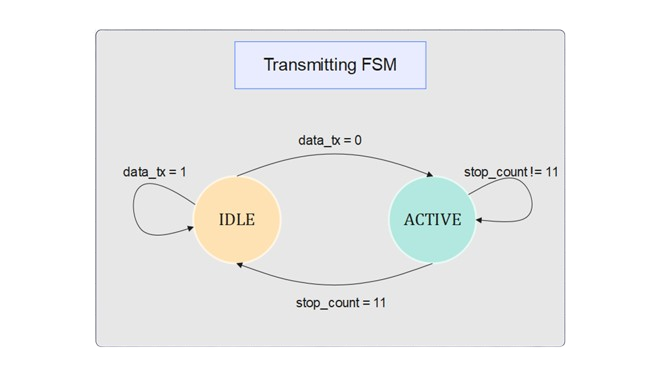 Transmitting FSM
data_tx = 0
data_tx = 1
stop_count != 11
IDLE
ACTIVE
stop_count = 11